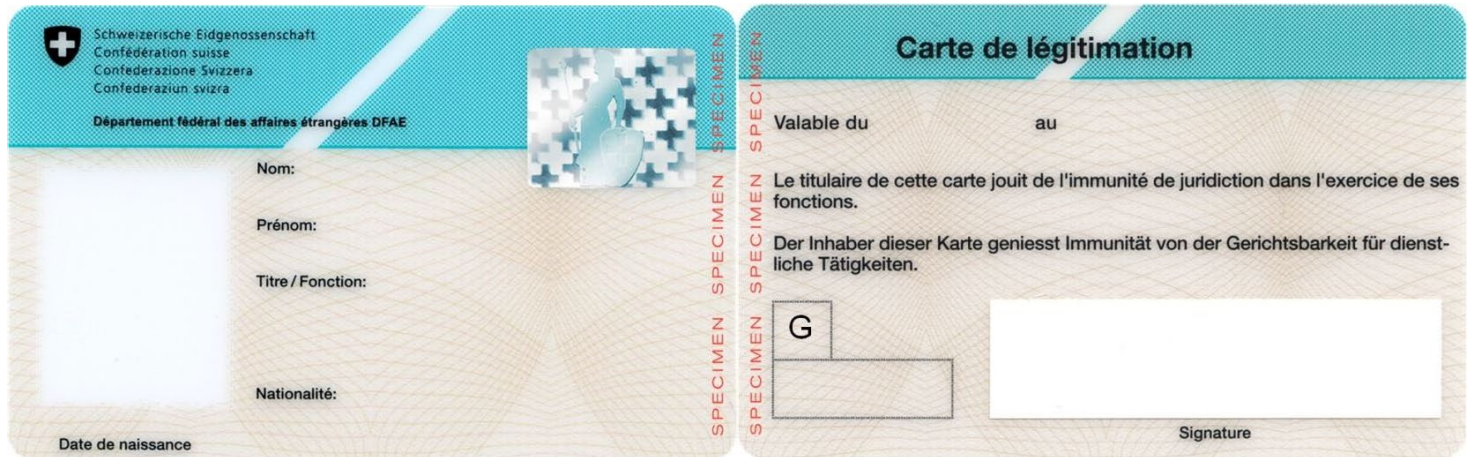 Schweizerische Eidgenossenschaft
Confédération suisse
Confederazione Svizzera
Confederaziun svizra
Département fédéral des affaires étrangères DFAE
Nom:
Prénom:
Titre / Fonction:
Nationalité:
Date de naissance
SPECIMEN SPECIMEN SPECIMEN
SPECIMEN SPECIMEN SPECIMEN
Carte de légitimation
Valable du au
Le titulaire de cette carte jouit de l'immunité de juridiction dans l'exercice de ses
fonctions.
Der Inhaber dieser Karte geniesst Immunität von der Gerichtsbarkeit für dienst-
liche Tätigkeiten.
G
Signature